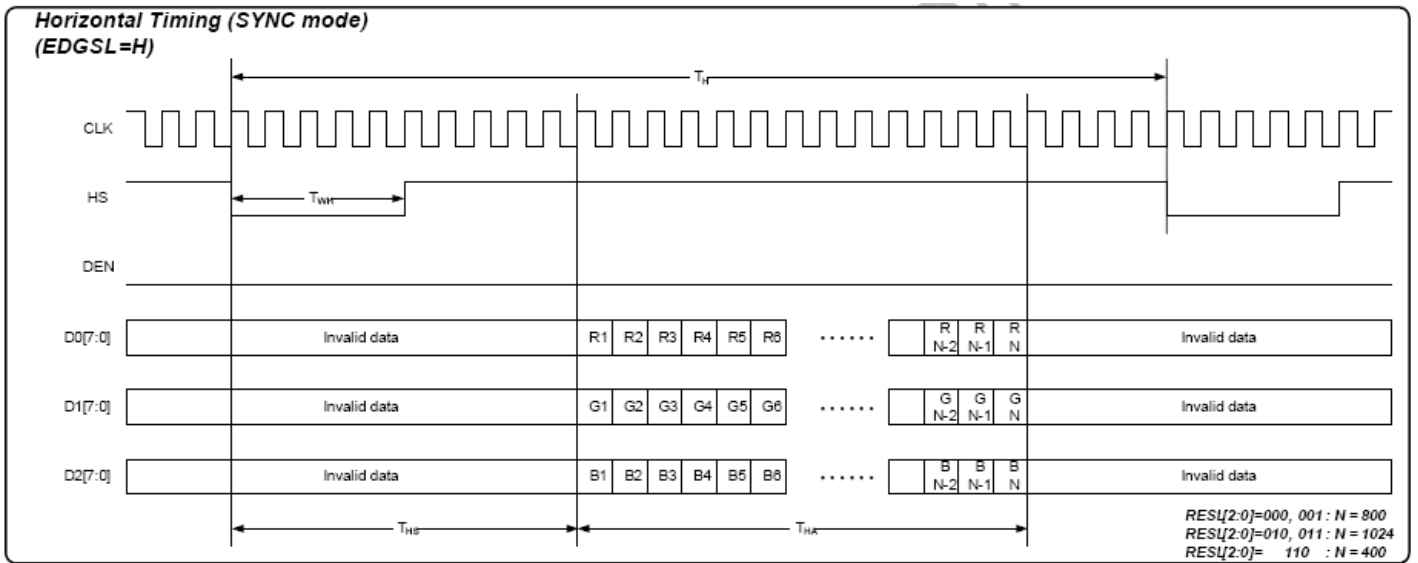 Horizontal Timing (SYNC mode)
(EDGSL=H)
TH
CLK
HS
TWH
DEN
D0[7:0] Invalid data R1 R2 R3 R4 R5 R6 ...... R N-2 R N-1 R N Invalid data
D1[7:0] Invalid data G1 G2 G3 G4 G5 G6 ...... G N-2 G N-1 G N Invalid data
D2[7:0] Invalid data B1 B2 B3 B4 B5 B6 ...... B N-2 B N-1 B N Invalid data
THS THA
RESL[2:0]=000, 001 : N = 800
RESL[2:0]=010, 011 : N = 1024
RESL[2:0]= 110 : N = 400